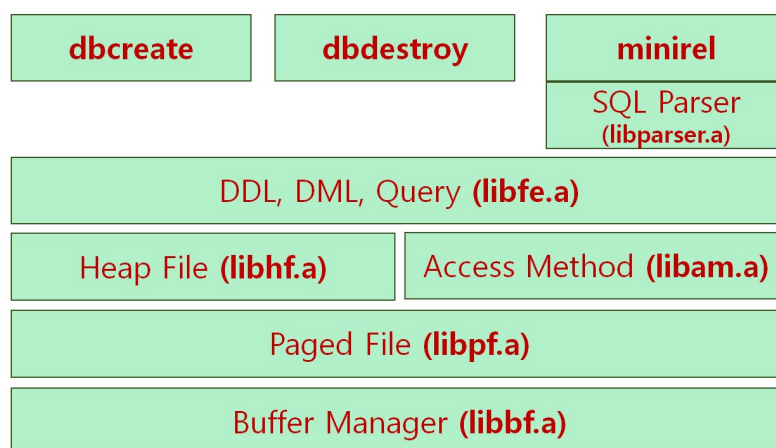 dbcreate
dbdestroy
minirel
SQL Parser
(libparser.a)
DDL, DML, Query (libfe.a)
Heap File (libhf.a)
Access Method (libam.a)
Paged File (libpf.a)
Buffer Manager (libbf.a)